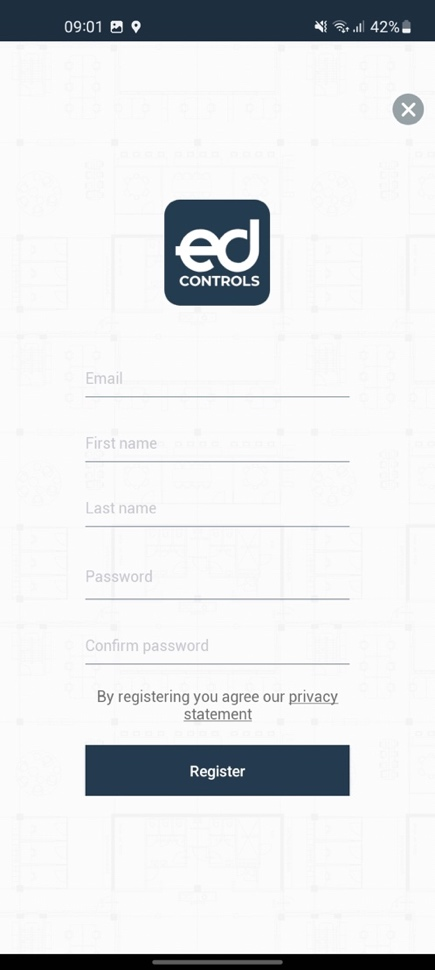 09:01
42%
ed
CONTROLS
Email
First name
Last name
Password
Confirm password
By registering you agree our privacy
statement
Register